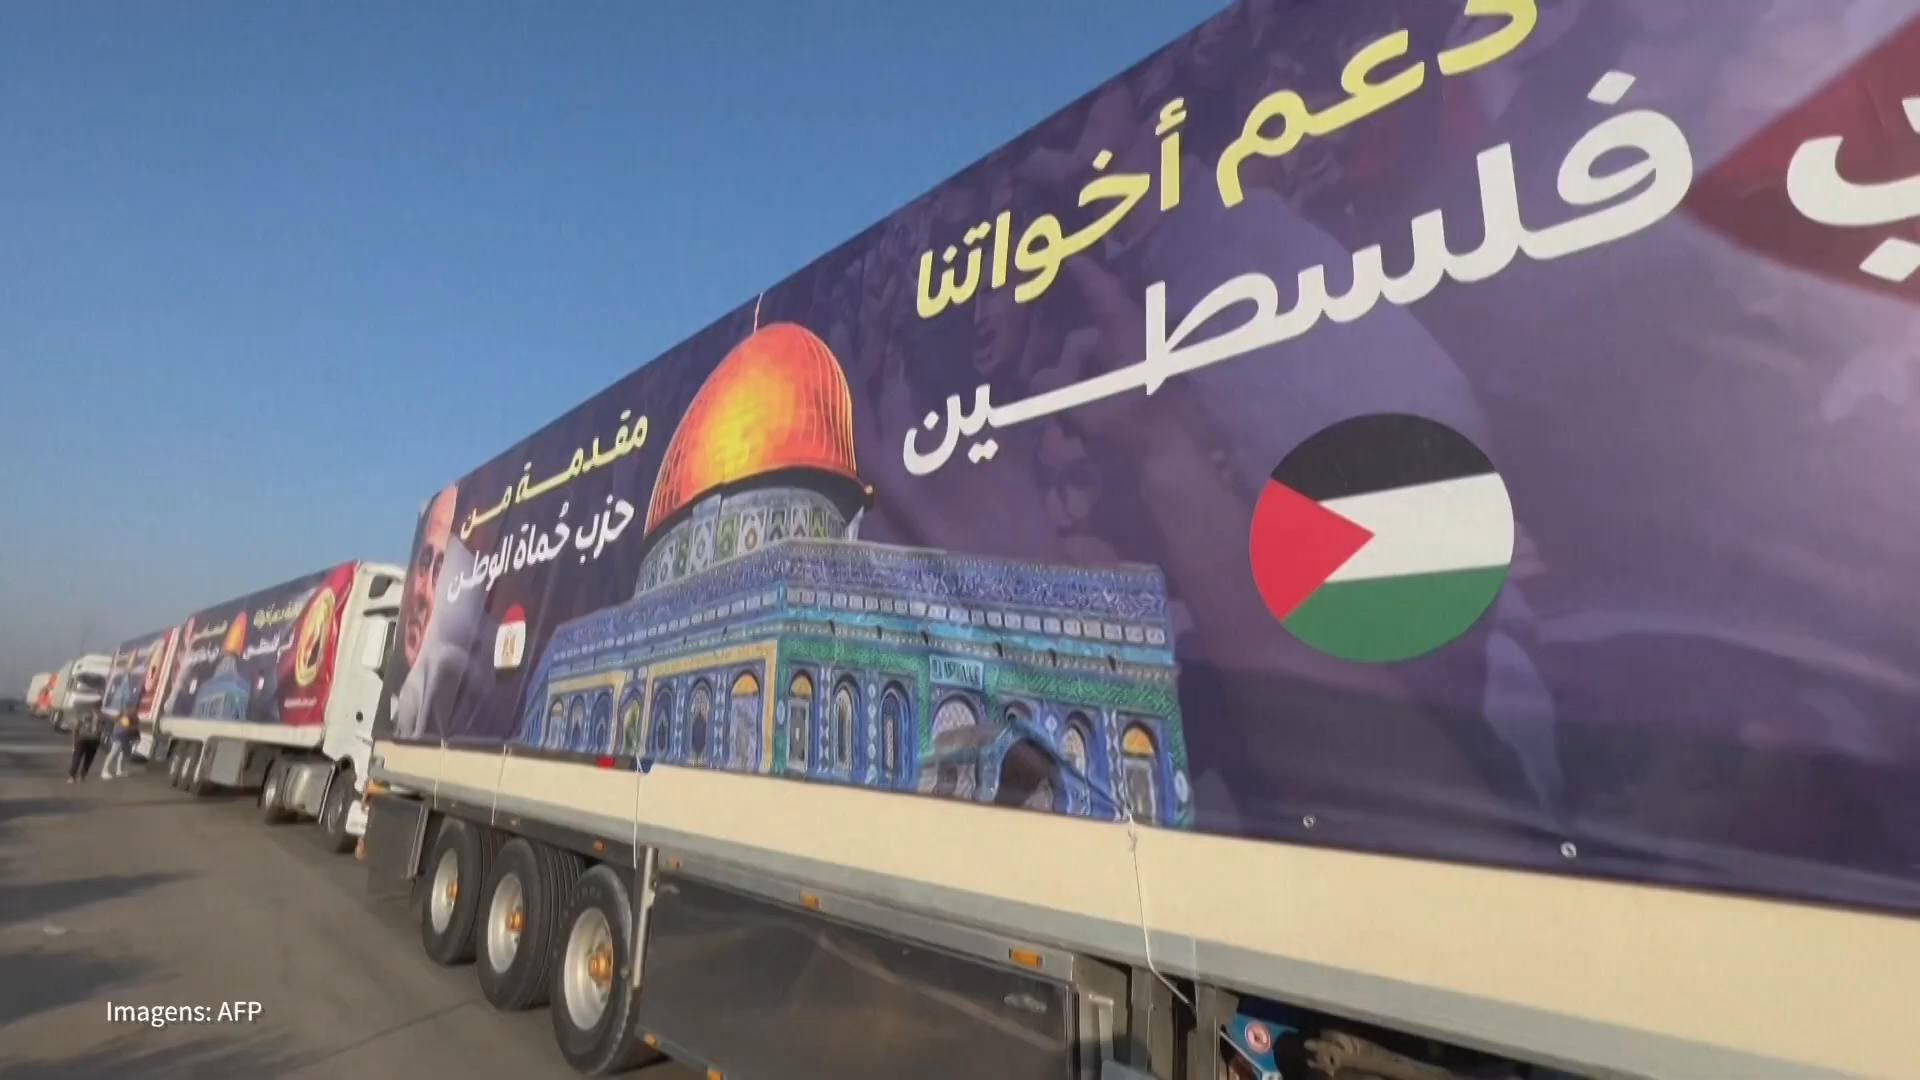 دعم أخواتنا
فلسطين
مقدمة من
حزب حُماة الوطن
Imagens: AFP